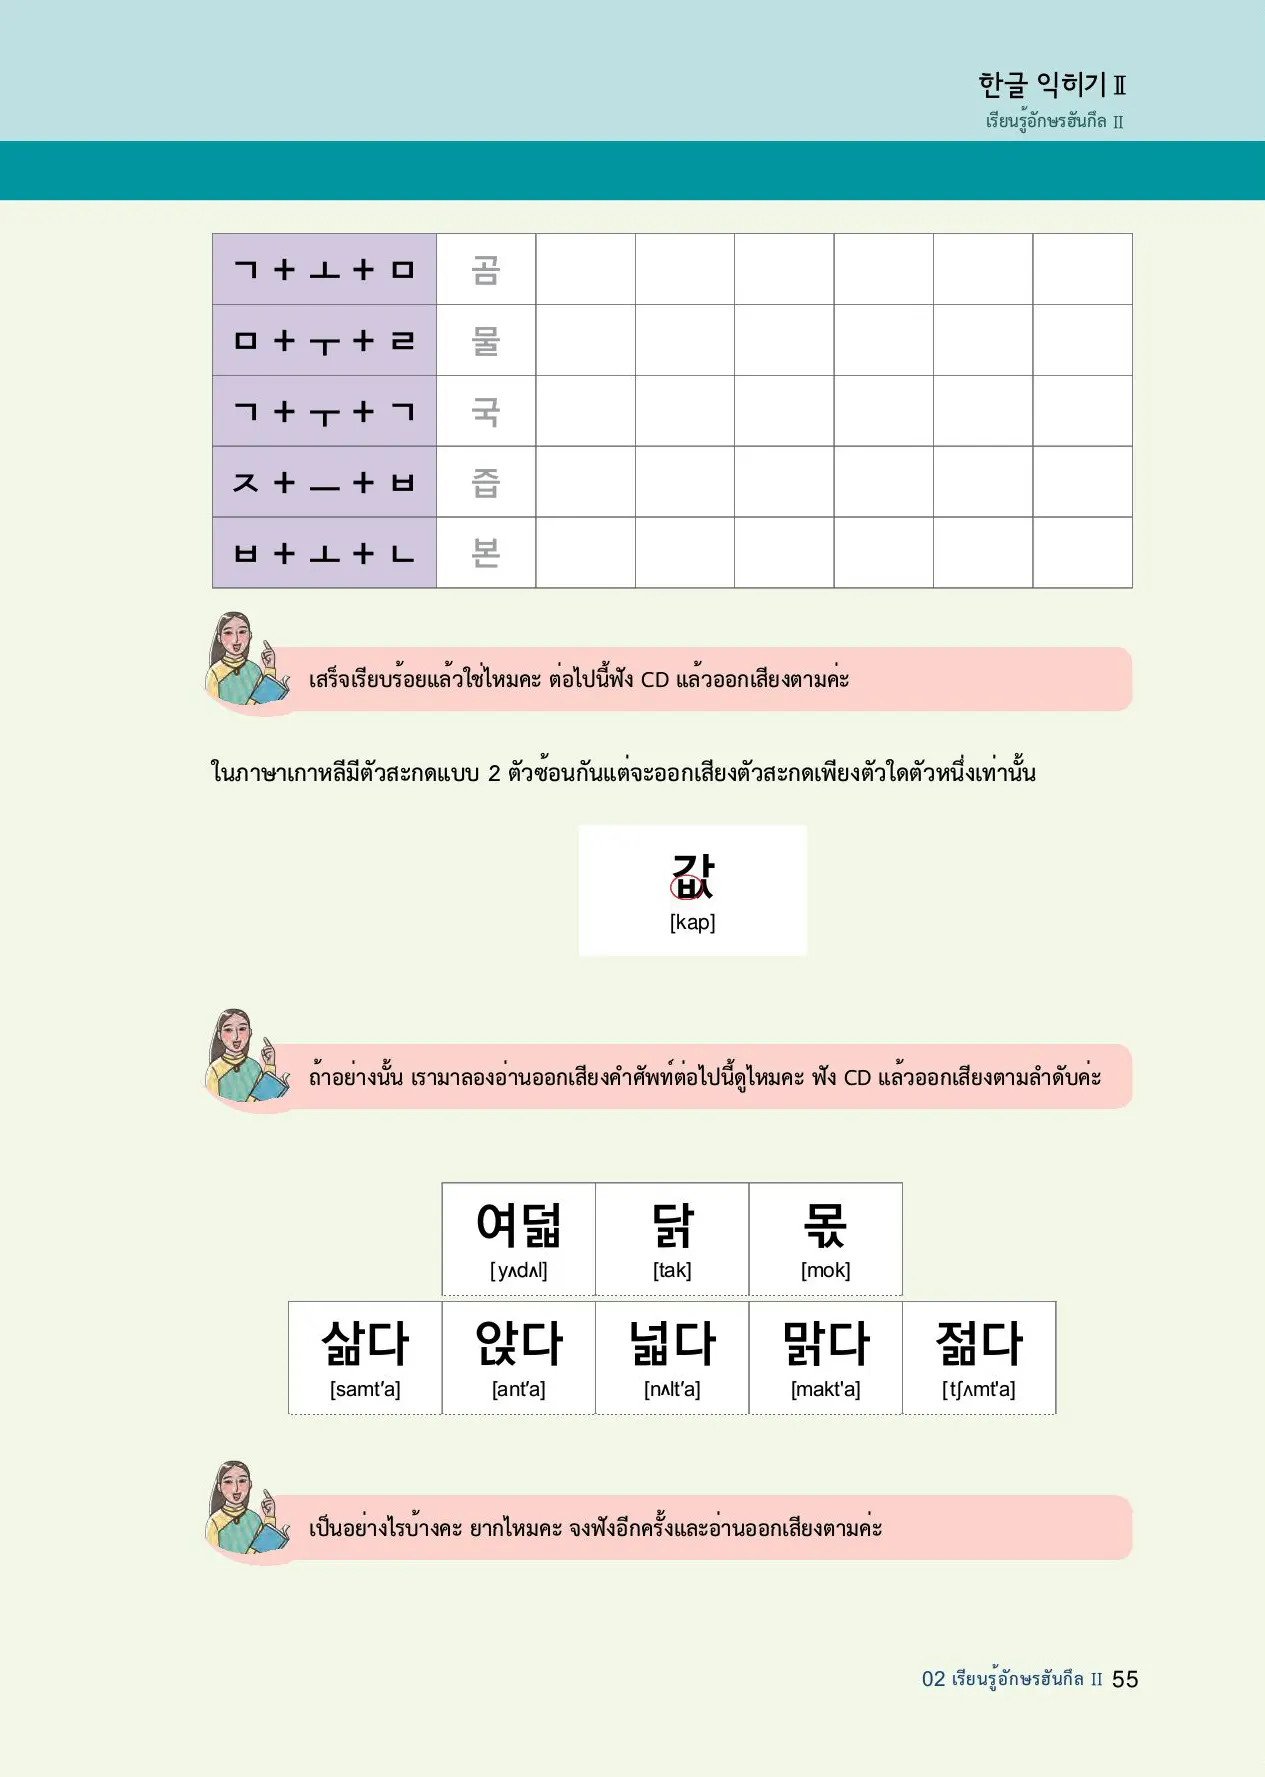 한글 익히기 Ⅱ
เรียนรู้อักษรฮันกึล Ⅱ
ㄱ + ㅗ + ㅁ 곰
ㅁ + ㅜ + ㄹ 물
ㄱ + ㅜ + ㄱ 국
ㅈ + ㅡ + ㅂ 즙
ㅂ + ㅗ + ㄴ 본
เสร็จเรียบร้อยแล้วใช่ไหมคะ ต่อไปนี้ฟัง CD แล้วออกเสียงตามค่ะ
ในภาษาเกาหลีมีตัวสะกดแบบ 2 ตัวซ้อนกันแต่จะออกเสียงตัวสะกดเพียงตัวใดตัวหนึ่งเท่านั้น
값
[kap]
ถ้าอย่างนั้น เรามาลองอ่านออกเสียงคำศัพท์ต่อไปนี้ดูไหมคะ ฟัง CD แล้วออกเสียงตามลำดับค่ะ
여덟 닭 몫
[yʌdʌl] [tak] [mok]
삶다 앉다 넓다 맑다 젊다
[samt'a] [ant'a] [nʌlt'a] [makt'a] [tʃʌmt'a]
เป็นอย่างไรบ้างคะ ยากไหมคะ จงฟังอีกครั้งและอ่านออกเสียงตามค่ะ
02 เรียนรู้อักษรฮันกึล Ⅱ 55